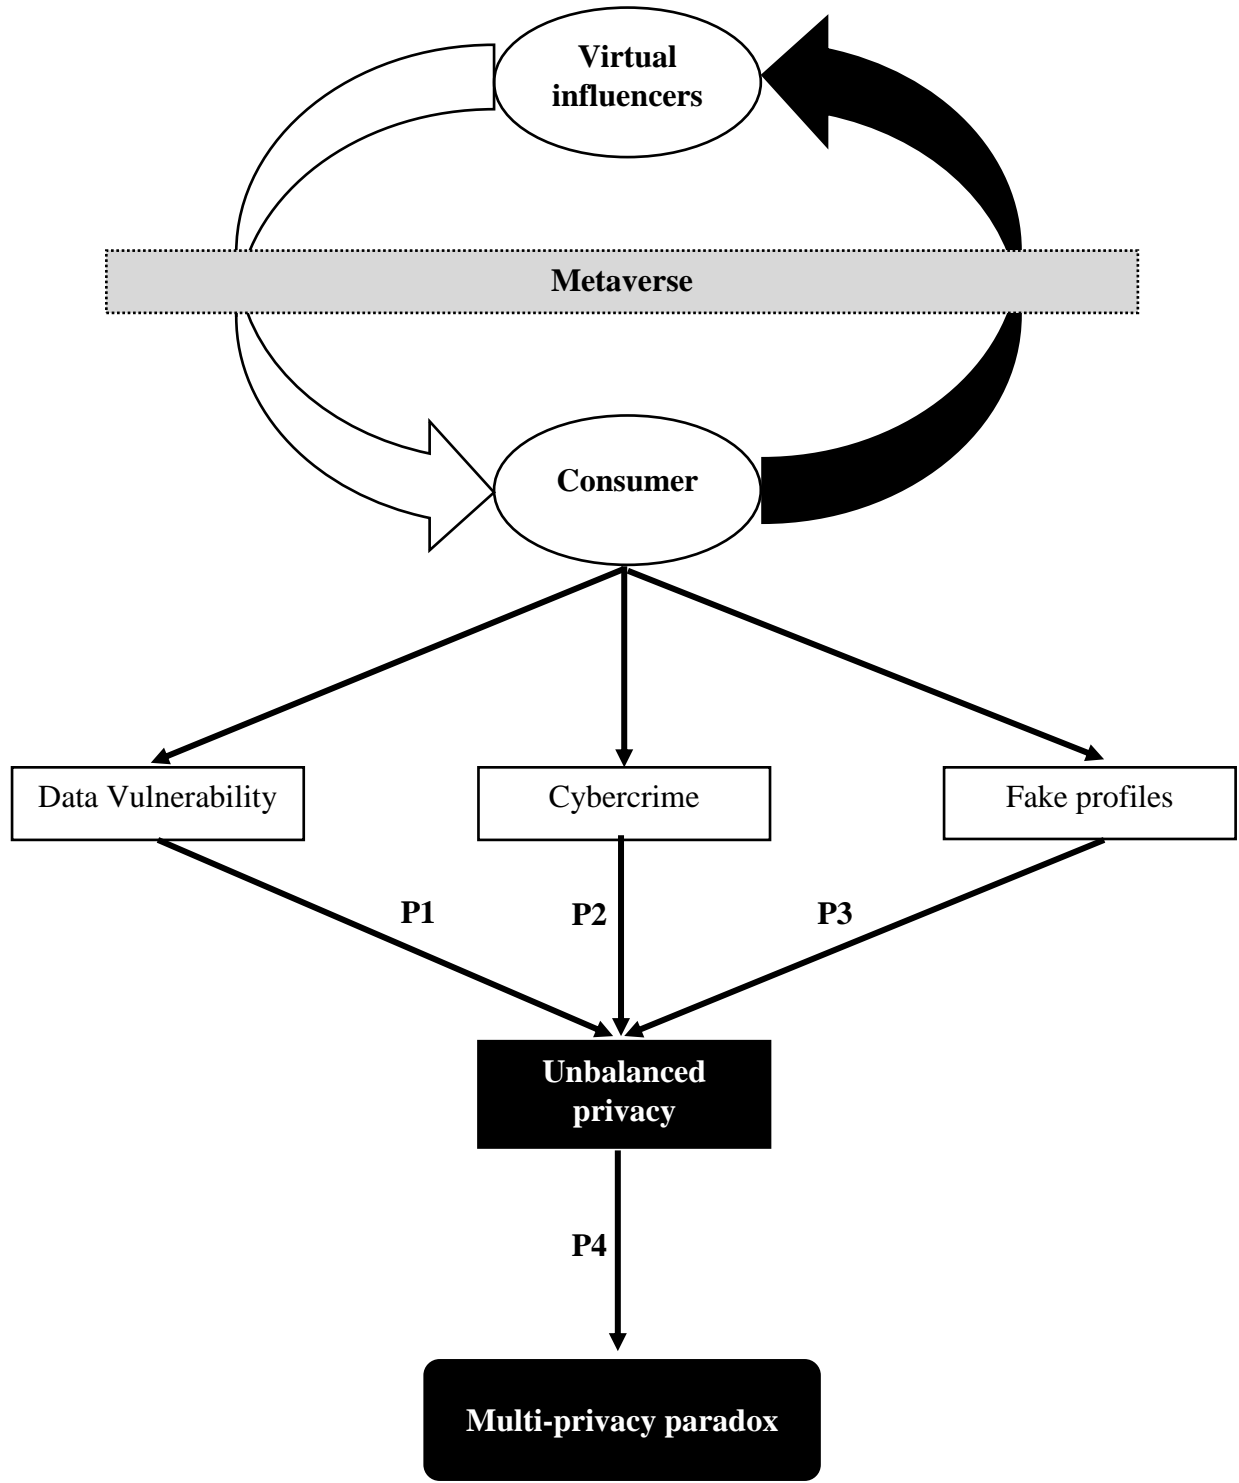 Virtual
influencers
Metaverse
Consumer
Data Vulnerability
Cybercrime
Fake profiles
P1
P2
P3
Unbalanced
privacy
P4
Multi-privacy paradox